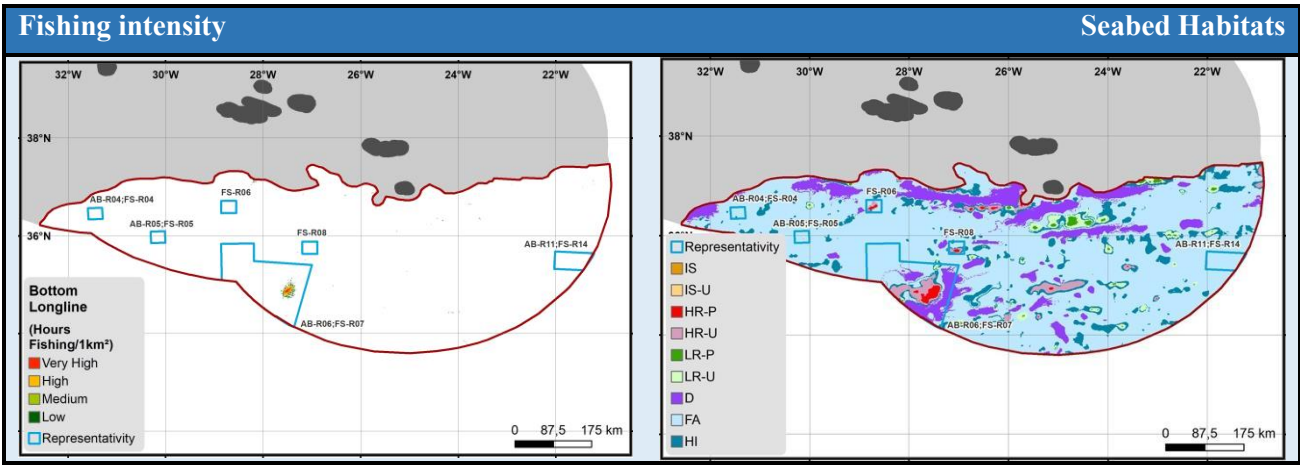 Fishing intensity
Seabed Habitats
32°W 30°W 28°W 26°W 24°W 22°W
38°N
36°N
AB-R04;FS-R04
FS-R06
AB-R05;FS-R05
FS-R08
AB-R11;FS-R14
AB-R06;FS-R07
Bottom
Longline
(Hours
Fishing/1km²)
Very High
High
Medium
Low
Representativity
0 87,5 175 km
32°W 30°W 28°W 26°W 24°W 22°W
38°N
AB-R04;FS-R04
FS-R06
AB-R05;FS-R05
FS-R08
AB-R11;FS-R14
AB-R06;FS-R07
Representativity
IS
IS-U
HR-P
HR-U
LR-P
LR-U
D
FA
HI
0 87,5 175 km